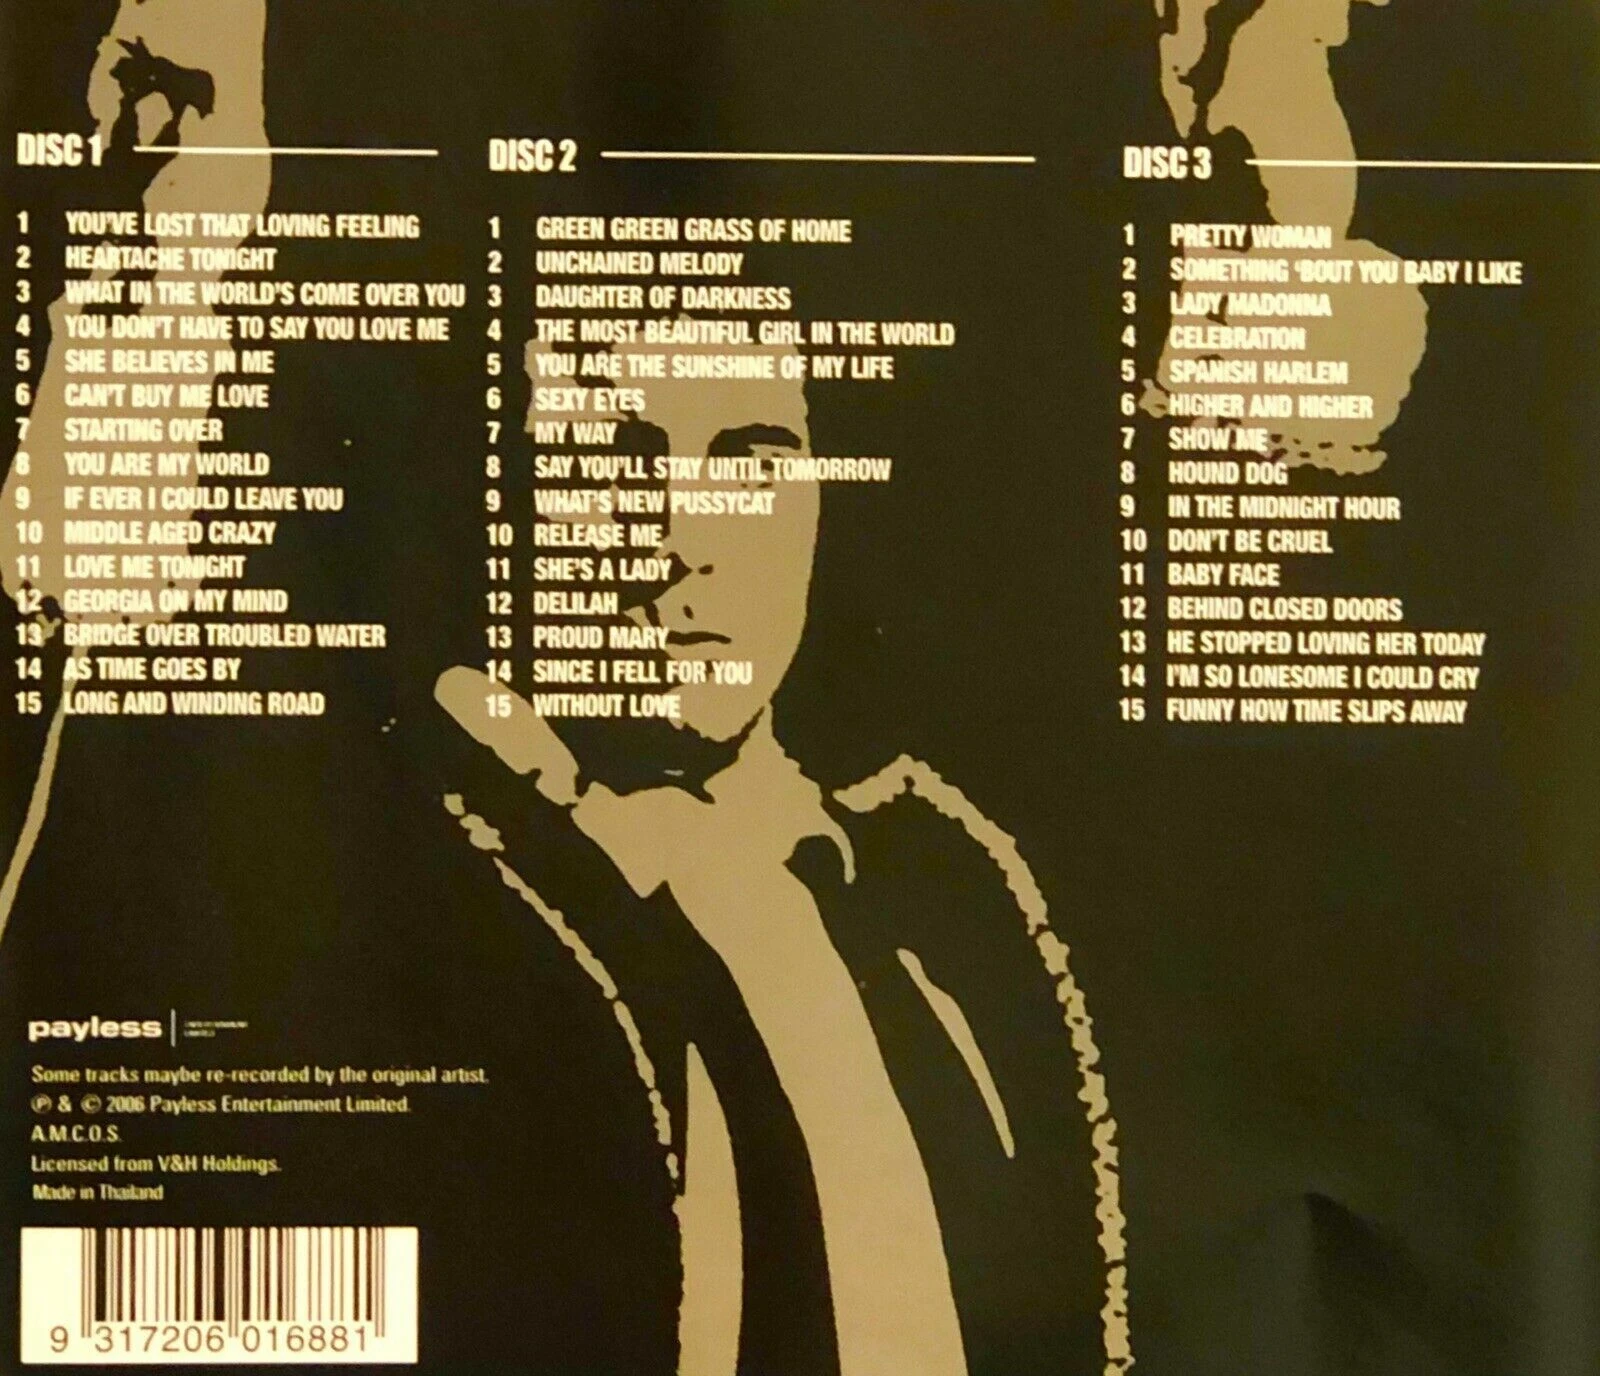 DISC 1
1 YOU'VE LOST THAT LOVING FEELING
2 HEARTACHE TONIGHT
3 WHAT IN THE WORLD'S COME OVER YOU
4 YOU DON'T HAVE TO SAY YOU LOVE ME
5 SHE BELIEVES IN ME
6 CAN'T BUY ME LOVE
7 STARTING OVER
8 YOU ARE MY WORLD
9 IF EVER I COULD LEAVE YOU
10 MIDDLE AGED CRAZY
11 LOVE ME TONIGHT
12 GEORGIA ON MY MIND
13 BRIDGE OVER TROUBLED WATER
14 AS TIME GOES BY
15 LONG AND WINDING ROAD
DISC 2
1 GREEN GREEN GRASS OF HOME
2 UNCHAINED MELODY
3 DAUGHTER OF DARKNESS
4 THE MOST BEAUTIFUL GIRL IN THE WORLD
5 YOU ARE THE SUNSHINE OF MY LIFE
6 SEXY EYES
7 MY WAY
8 SAY YOU'LL STAY UNTIL TOMORROW
9 WHAT'S NEW PUSSYCAT
10 RELEASE ME
11 SHE'S A LADY
12 DELILAH
13 PROUD MARY
14 SINCE I FELL FOR YOU
15 WITHOUT LOVE
DISC 3
1 PRETTY WOMAN
2 SOMETHING 'BOUT YOU BABY I LIKE
3 LADY MADONNA
4 CELEBRATION
5 SPANISH HARLEM
6 HIGHER AND HIGHER
7 SHOW ME
8 HOUND DOG
9 IN THE MIDNIGHT HOUR
10 DON'T BE CRUEL
11 BABY FACE
12 BEHIND CLOSED DOORS
13 HE STOPPED LOVING HER TODAY
14 I'M SO LONESOME I COULD CRY
15 FUNNY HOW TIME SLIPS AWAY
payless
Some tracks maybe re-recorded by the original artist.
℗ & © 2006 Payless Entertainment Limited.
A.M.C.O.S.
Licensed from V&H Holdings.
Made in Thailand
9 317206 016881